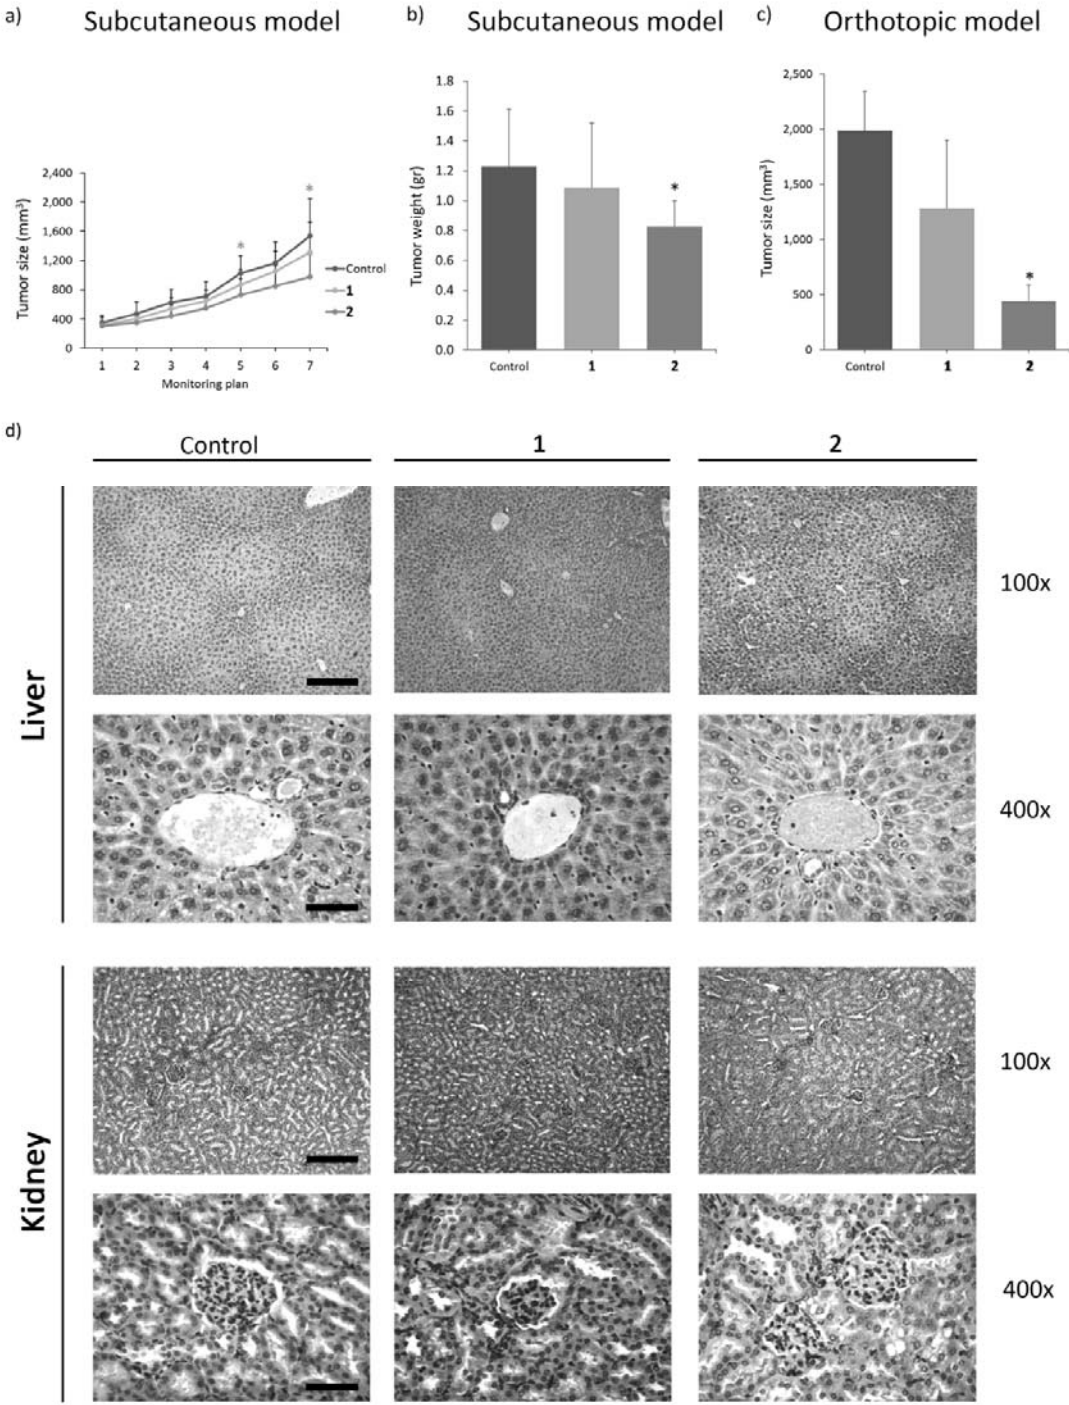 a)
Subcutaneous model
Tumor size (mm³)
2,400
2,000
1,600
1,200
800
400
0
1 2 3 4 5 6 7
Monitoring plan
*
*
Control
1
2
b)
Subcutaneous model
Tumor weight (gr)
1.8
1.6
1.4
1.2
1.0
0.8
0.6
0.4
0.2
0.0
*
Control 1 2
c)
Orthotopic model
Tumor size (mm³)
2,500
2,000
1,500
1,000
500
0
*
Control 1 2
d)
Control 1 2
Liver
100x
400x
Kidney
100x
400x